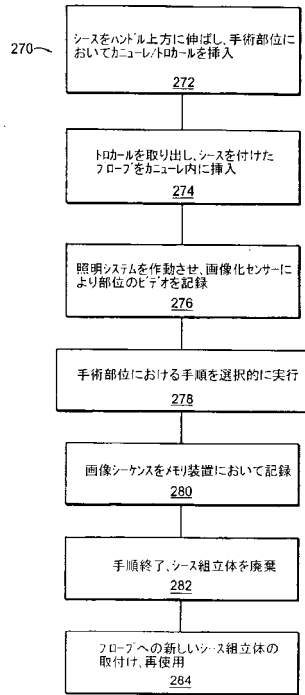 270
シースをハンドル上方に伸ばし、手術部位に
おいてカニューレ/トロカールを挿入
272
トロカールを取り出し、シースを付けた
プローブをカニューレ内に挿入
274
照明システムを作動させ、画像化センサーに
より部位のビデオを記録
276
手術部位における手順を選択的に実行
278
画像シーケンスをメモリ装置において記録
280
手順終了、シース組立体を廃棄
282
プローブへの新しいシース組立体の
取付け、再使用
284